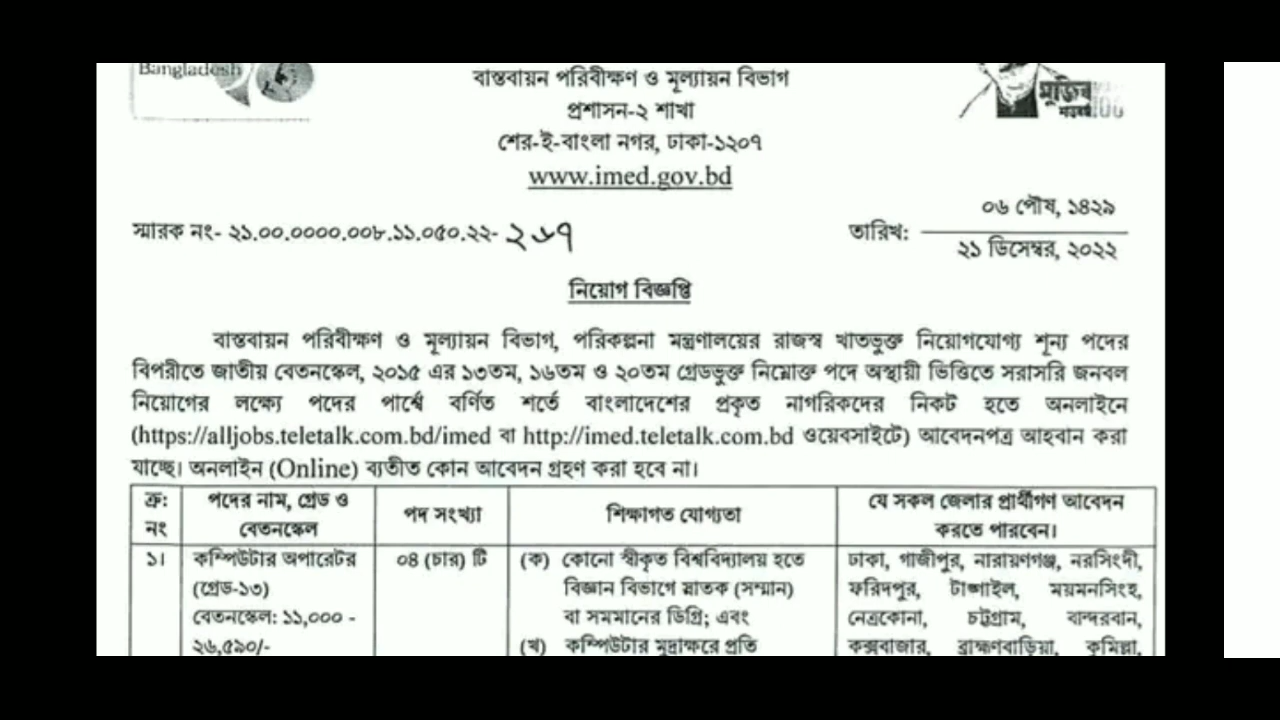 Bangladesh
বাস্তবায়ন পরিবীক্ষণ ও মূল্যায়ন বিভাগ
প্রশাসন-২ শাখা
শের-ই-বাংলা নগর, ঢাকা-১২০৭
www.imed.gov.bd
মুজিব
শতবর্ষ 100
স্মারক নং- ২১.০০.০০০০.০০৮.১১.০৫০.২২- ২৬৭
০৬ পৌষ, ১৪২৯
তারিখ:
২১ ডিসেম্বর, ২০২২
নিয়োগ বিজ্ঞপ্তি
বাস্তবায়ন পরিবীক্ষণ ও মূল্যায়ন বিভাগ, পরিকল্পনা মন্ত্রণালয়ের রাজস্ব খাতভুক্ত নিয়োগযোগ্য শূন্য পদের
বিপরীতে জাতীয় বেতনস্কেল, ২০১৫ এর ১৩তম, ১৬তম ও ২০তম গ্রেডভুক্ত নিম্নোক্ত পদে অস্থায়ী ভিত্তিতে সরাসরি জনবল
নিয়োগের লক্ষ্যে পদের পার্শ্বে বর্ণিত শর্তে বাংলাদেশের প্রকৃত নাগরিকদের নিকট হতে অনলাইনে
(https://alljobs.teletalk.com.bd/imed বা http://imed.teletalk.com.bd ওয়েবসাইটে) আবেদনপত্র আহবান করা
যাচ্ছে। অনলাইন (Online) ব্যতীত কোন আবেদন গ্রহণ করা হবে না।
ক্র: নং
পদের নাম, গ্রেড ও
বেতনস্কেল
পদ সংখ্যা
শিক্ষাগত যোগ্যতা
যে সকল জেলার প্রার্থীগণ আবেদন
করতে পারবেন।
১।
কম্পিউটার অপারেটর
(গ্রেড-১৩)
বেতনস্কেল: ১১,০০০ -
২৬,৫৯০/-
০৪ (চার) টি
(ক) কোনো স্বীকৃত বিশ্ববিদ্যালয় হতে
বিজ্ঞান বিভাগে স্নাতক (সম্মান)
বা সমমানের ডিগ্রি; এবং
(খ) কম্পিউটার মুদ্রাক্ষরে প্রতি
ঢাকা, গাজীপুর, নারায়ণগঞ্জ, নরসিংদী,
ফরিদপুর, টাঙ্গাইল, ময়মনসিংহ,
নেত্রকোনা, চট্টগ্রাম, বান্দরবান,
কক্সবাজার, ব্রাহ্মণবাড়িয়া, কুমিল্লা,